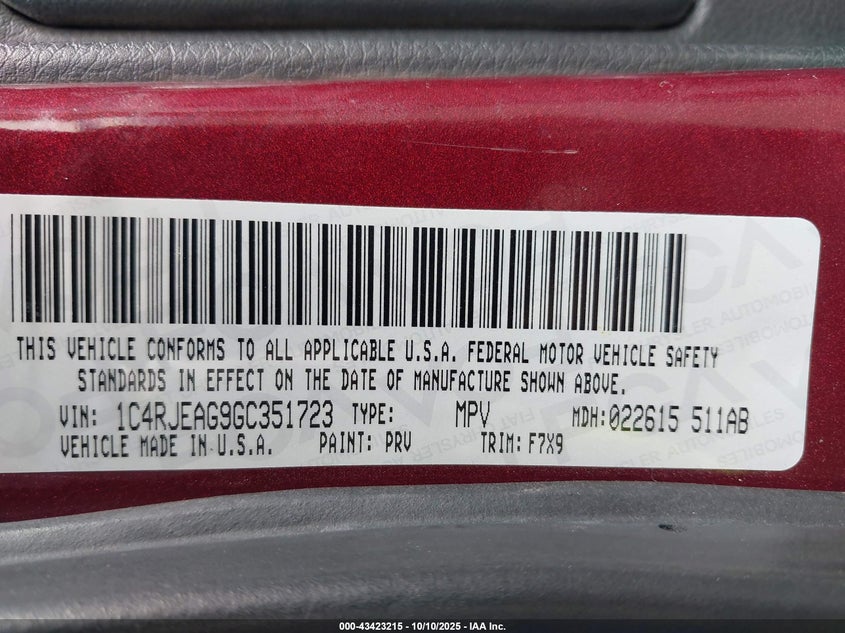 THIS VEHICLE CONFORMS TO ALL APPLICABLE U.S.A. FEDERAL MOTOR VEHICLE SAFETY
STANDARDS IN EFFECT ON THE DATE OF MANUFACTURE SHOWN ABOVE.
VIN: 1C4RJEAG9GC351723 TYPE: MPV MDH:022615 511AB
VEHICLE MADE IN U.S.A. PAINT: PRV TRIM: F7X9
000-43423215 - 10/10/2025 - IAA Inc.